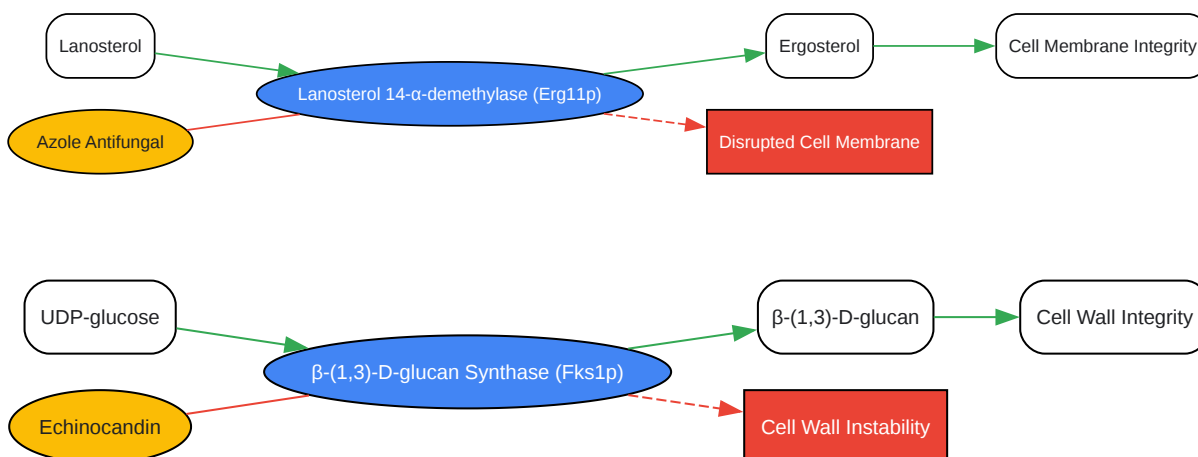 Lanosterol
Ergosterol
Cell Membrane Integrity
Lanosterol 14-α-demethylase (Erg11p)
Azole Antifungal
Disrupted Cell Membrane
UDP-glucose
β-(1,3)-D-glucan
Cell Wall Integrity
β-(1,3)-D-glucan Synthase (Fks1p)
Echinocandin
Cell Wall Instability